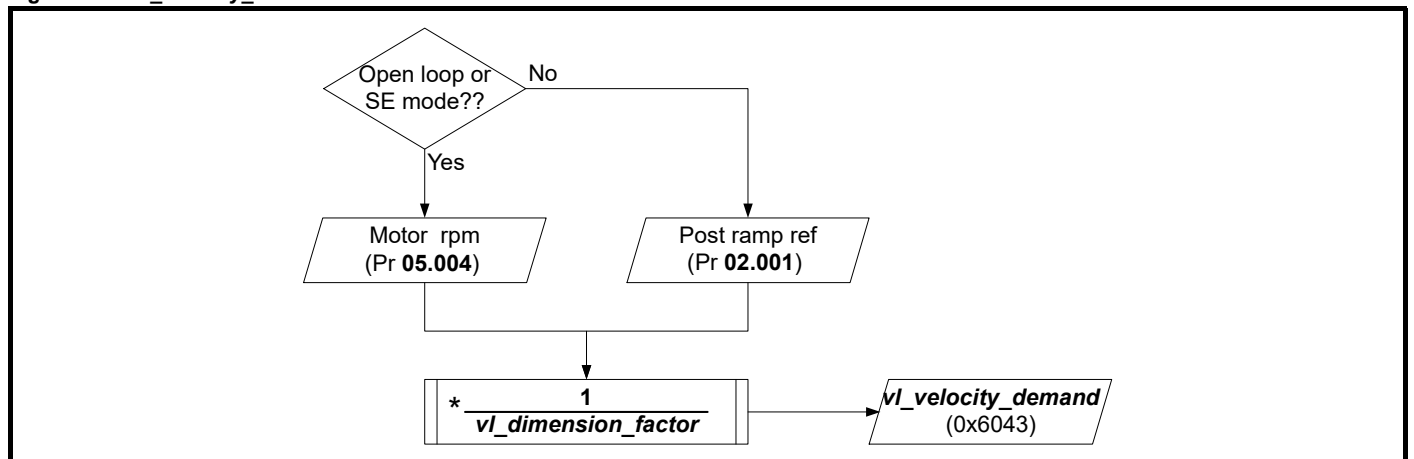 Open loop or
SE mode??
No
Yes
Motor rpm
(Pr 05.004)
Post ramp ref
(Pr 02.001)
* 1
vl_dimension_factor
vl_velocity_demand
(0x6043)